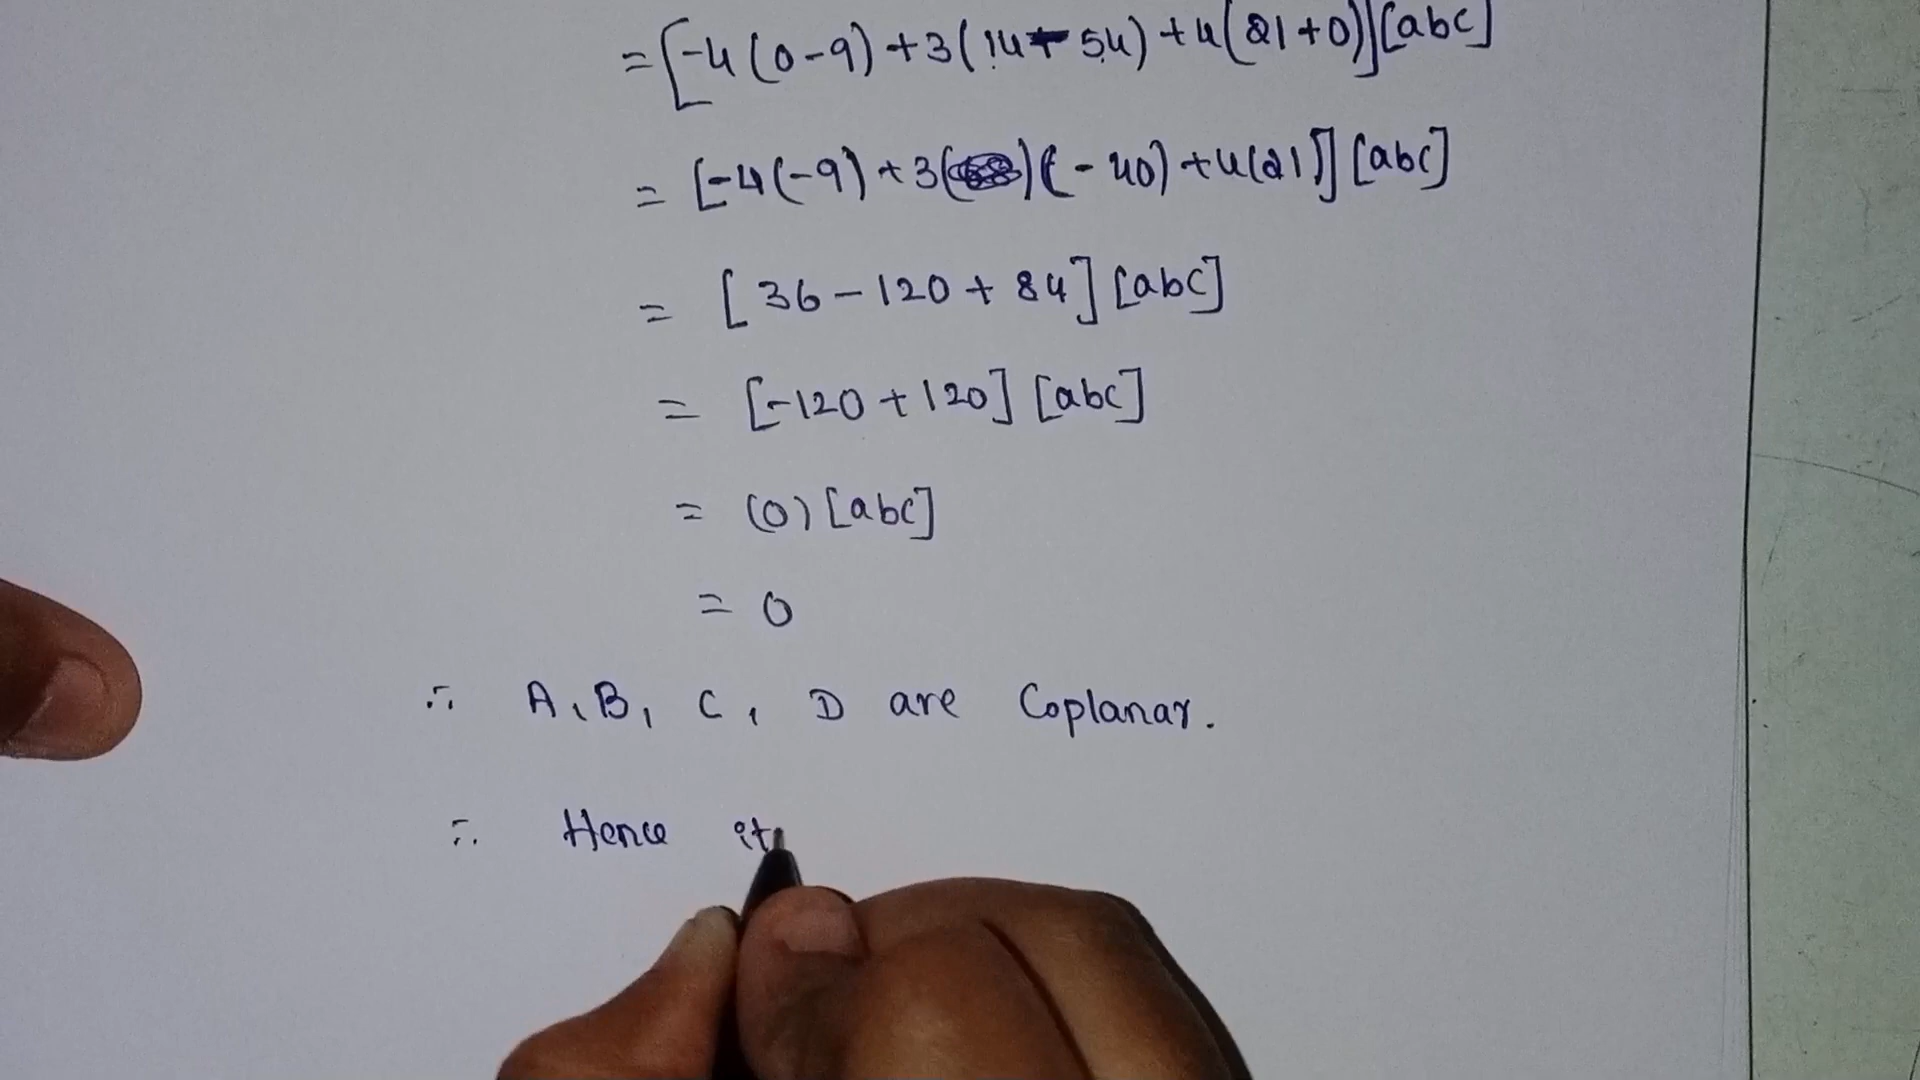 = [-4(0-9)+3(14-54)+4(21+0)][abc]
= [-4(-9)+3( )(-40)+4(21)][abc]
= [36-120+84][abc]
= [-120+120][abc]
= (0)[abc]
= 0
∴ A, B, C, D are Coplanar.
∴ Hence it